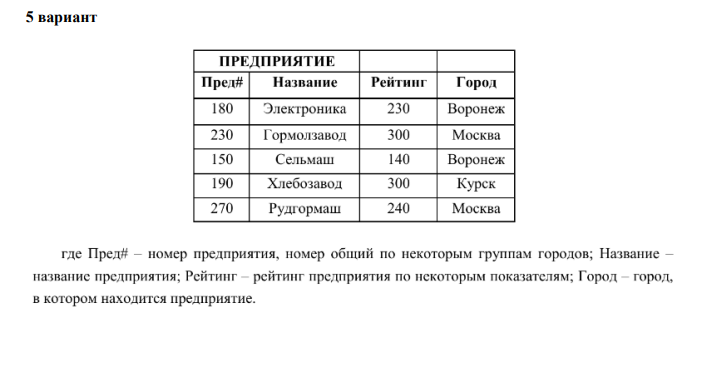 5 вариант
ПРЕДПРИЯТИЕ
Пред# Название Рейтинг Город
180 Электроника 230 Воронеж
230 Гормолзавод 300 Москва
150 Сельмаш 140 Воронеж
190 Хлебозавод 300 Курск
270 Рудгормаш 240 Москва
где Пред# – номер предприятия, номер общий по некоторым группам городов; Название –
название предприятия; Рейтинг – рейтинг предприятия по некоторым показателям; Город – город,
в котором находится предприятие.